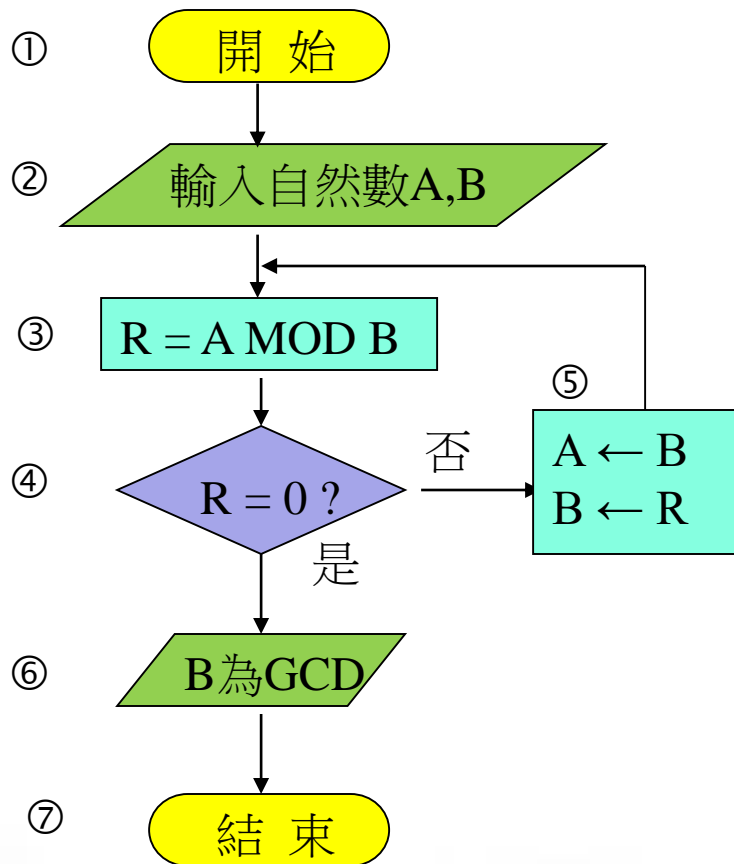 ①
開 始
②
輸入自然數A,B
③
R = A MOD B
⑤
A ← B
B ← R
④
R = 0 ?
否
是
⑥
B為GCD
⑦
結 束